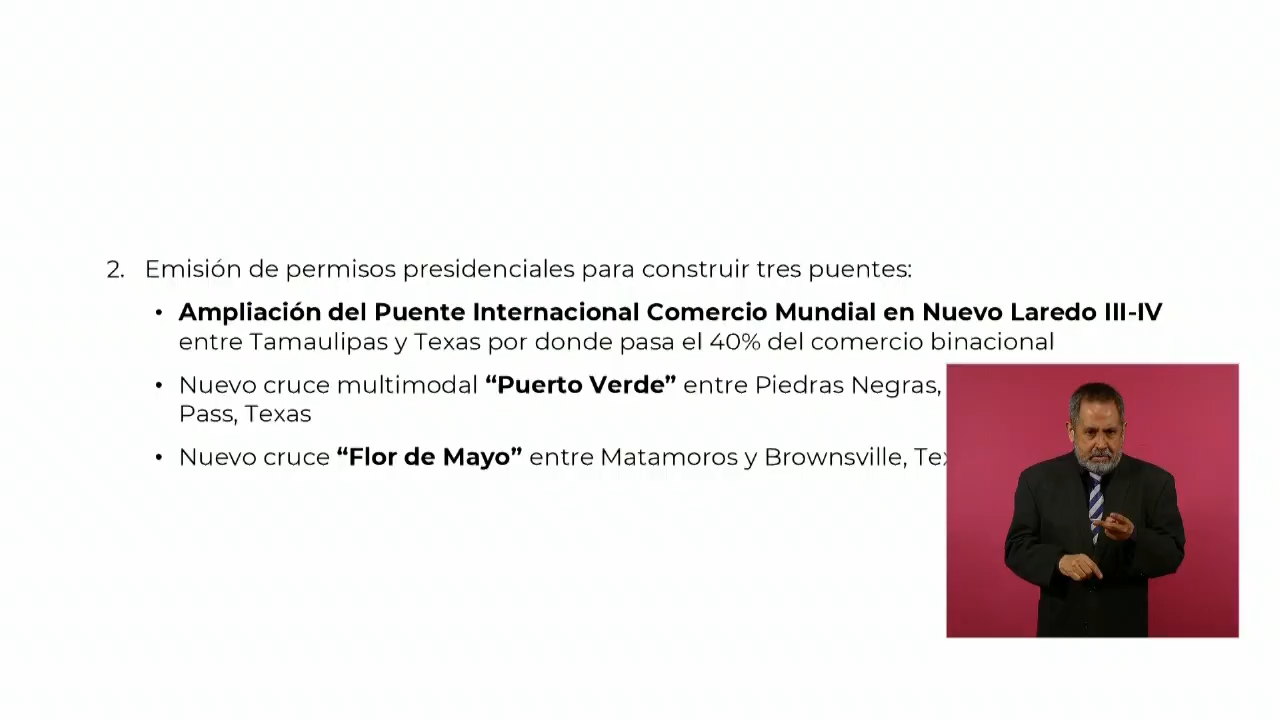 2. Emisión de permisos presidenciales para construir tres puentes:
• Ampliación del Puente Internacional Comercio Mundial en Nuevo Laredo III-IV
entre Tamaulipas y Texas por donde pasa el 40% del comercio binacional
• Nuevo cruce multimodal “Puerto Verde” entre Piedras Negras,
Pass, Texas
• Nuevo cruce “Flor de Mayo” entre Matamoros y Brownsville,